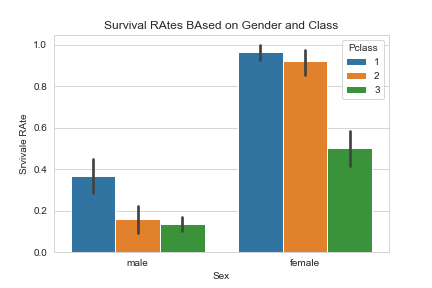 Survival RAtes BAsed on Gender and Class
Srvivale RAte
1.0
0.8
0.6
0.4
0.2
0.0
Pclass
1
2
3
male
female
Sex